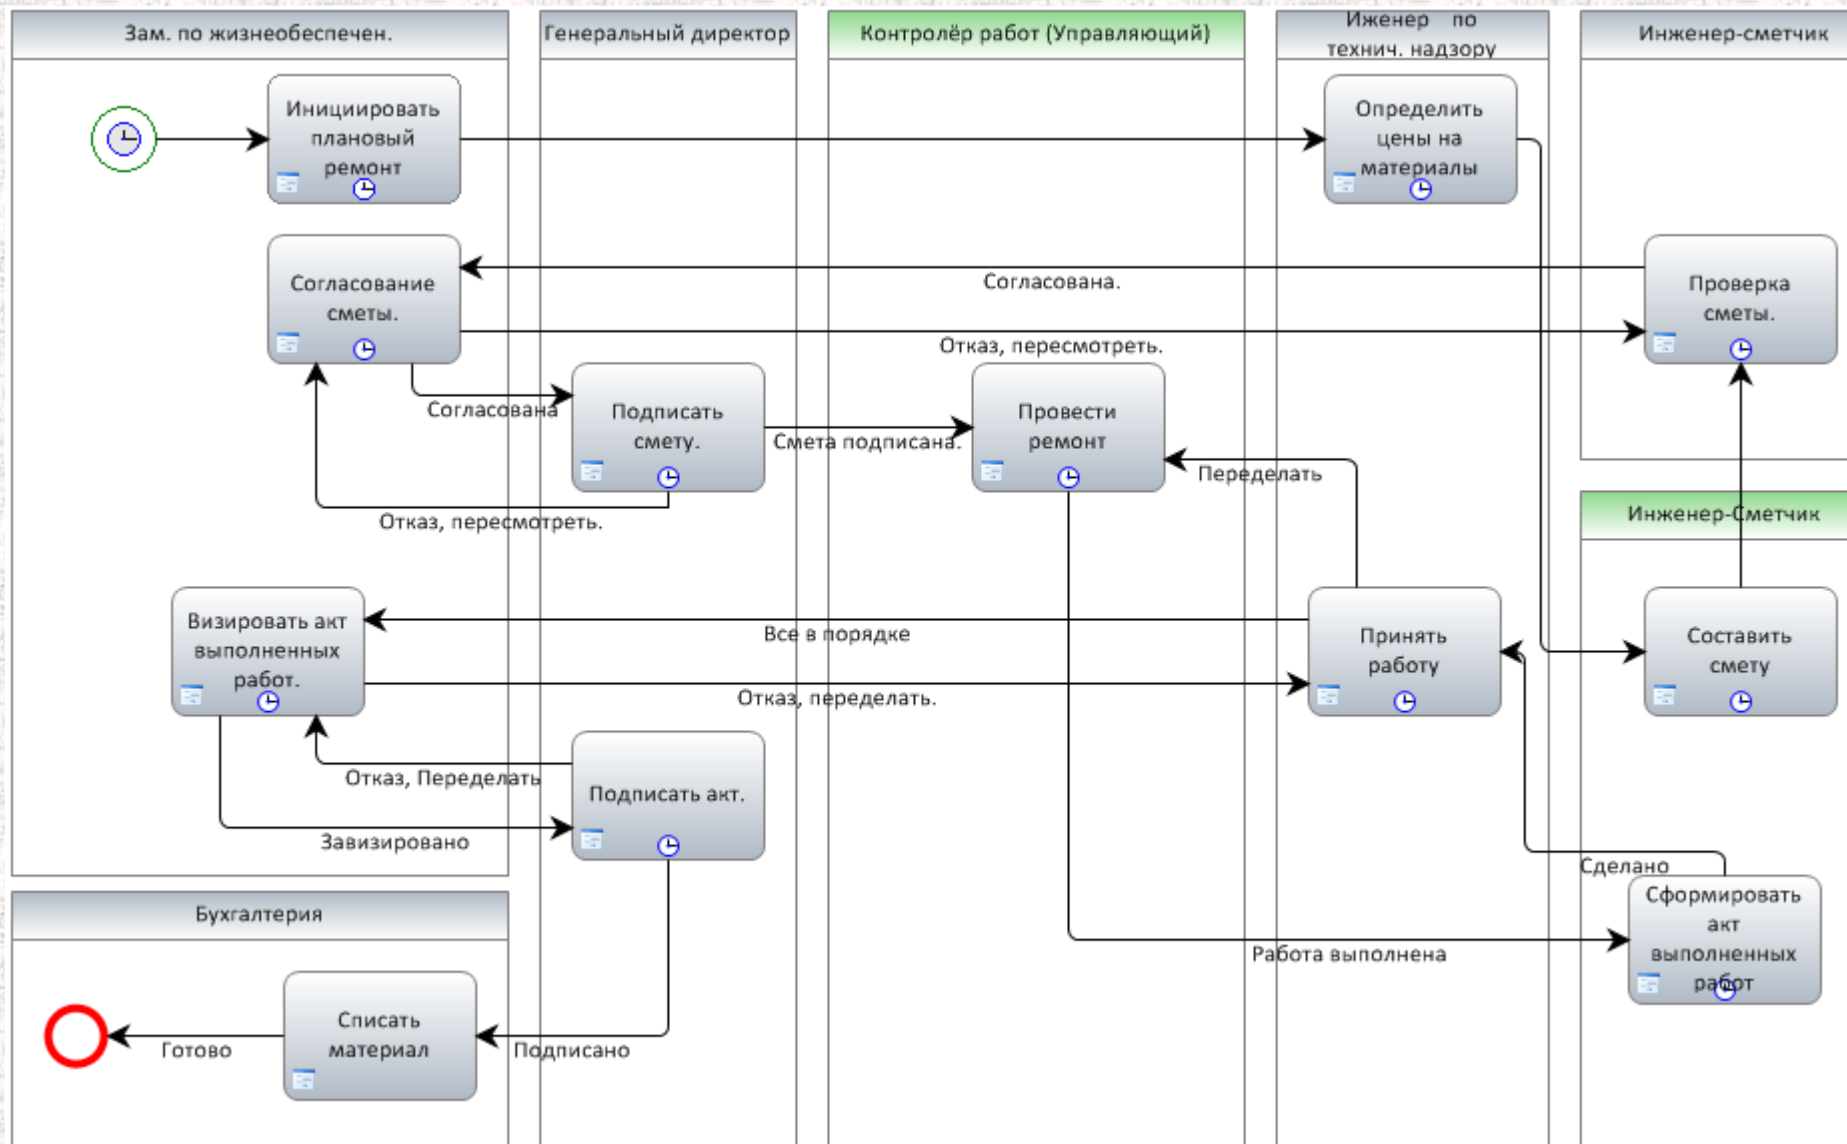 Зам. по жизнеобеспечен.
Генеральный директор
Контролёр работ (Управляющий)
Иженер по
технич. надзору
Инженер-сметчик
Инициировать
плановый
ремонт
Определить
цены на
материалы
Согласование
сметы.
Согласована.
Отказ, пересмотреть.
Проверка
сметы.
Согласована
Подписать
смету.
Смета подписана.
Провести
ремонт
Переделать
Отказ, пересмотреть.
Инженер-Сметчик
Визировать акт
выполненных
работ.
Все в порядке
Отказ, переделать.
Принять
работу
Составить
смету
Отказ, Переделать
Завизировано
Подписать акт.
Сделано
Сформировать
акт
выполненных
работ
Работа выполнена
Бухгалтерия
Списать
материал
Готово
Подписано